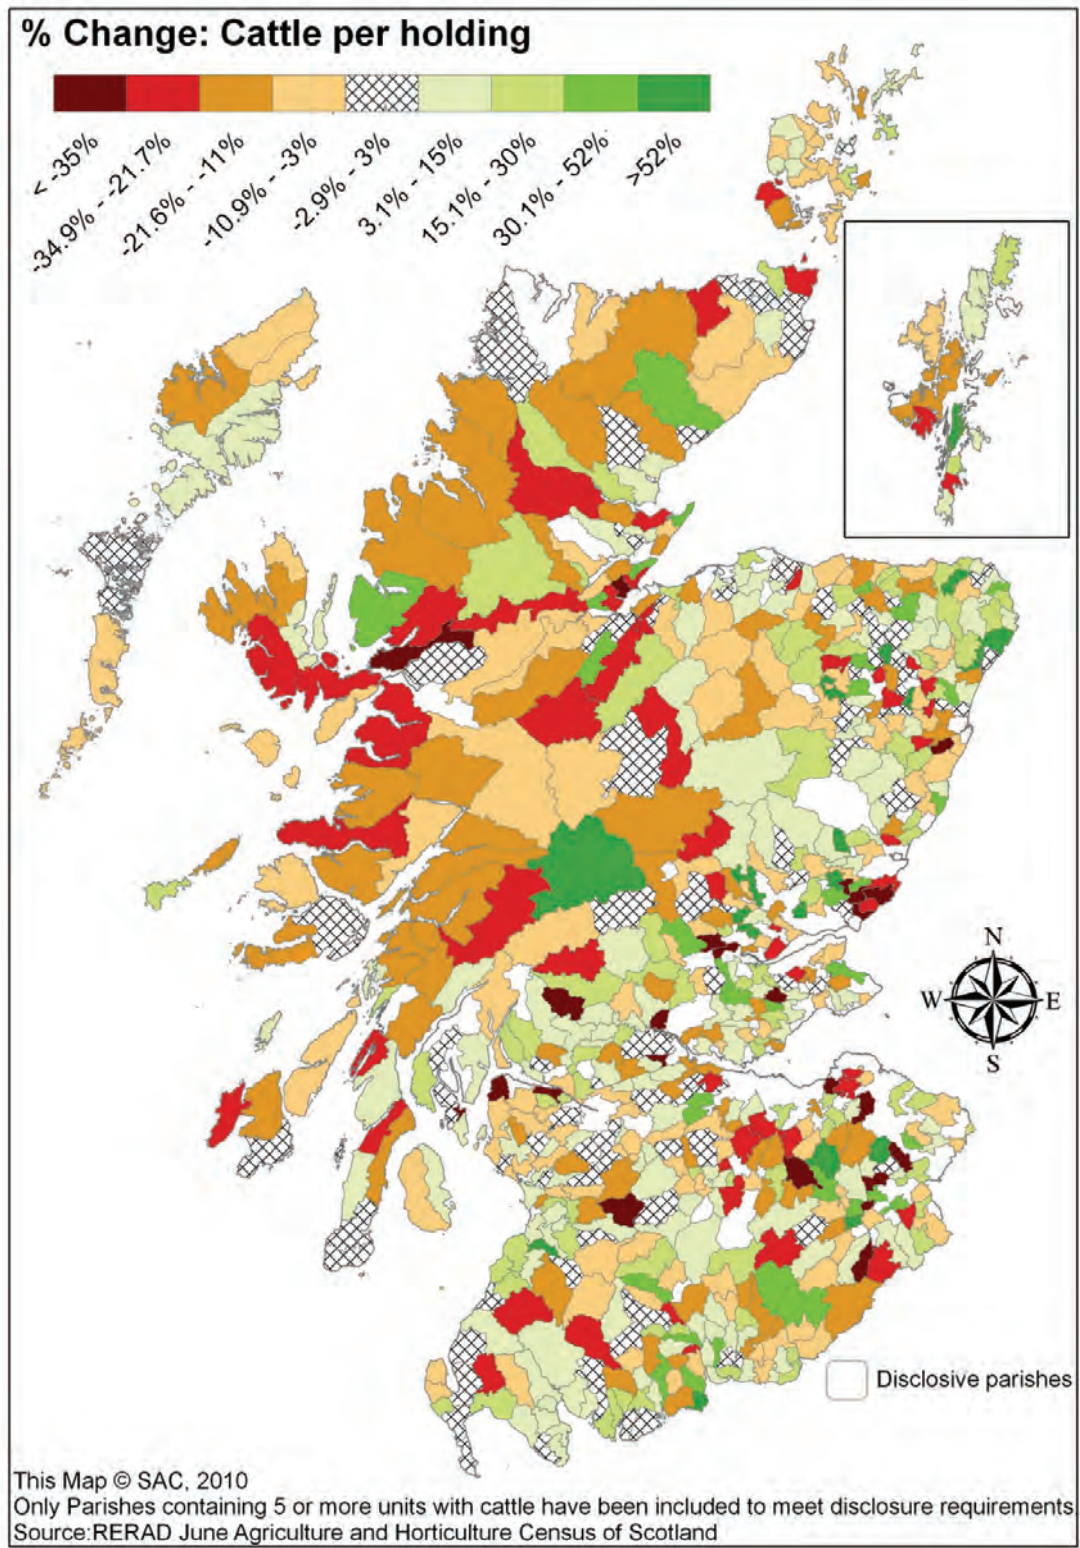 % Change: Cattle per holding
< -35%
-34.9% - -21.7%
-21.6% - -11%
-10.9% - -3%
-2.9% - 3%
3.1% - 15%
15.1% - 30%
30.1% - 52%
>52%
N
W E
S
Disclosive parishes
This Map © SAC, 2010
Only Parishes containing 5 or more units with cattle have been included to meet disclosure requirements.
Source:RERAD June Agriculture and Horticulture Census of Scotland